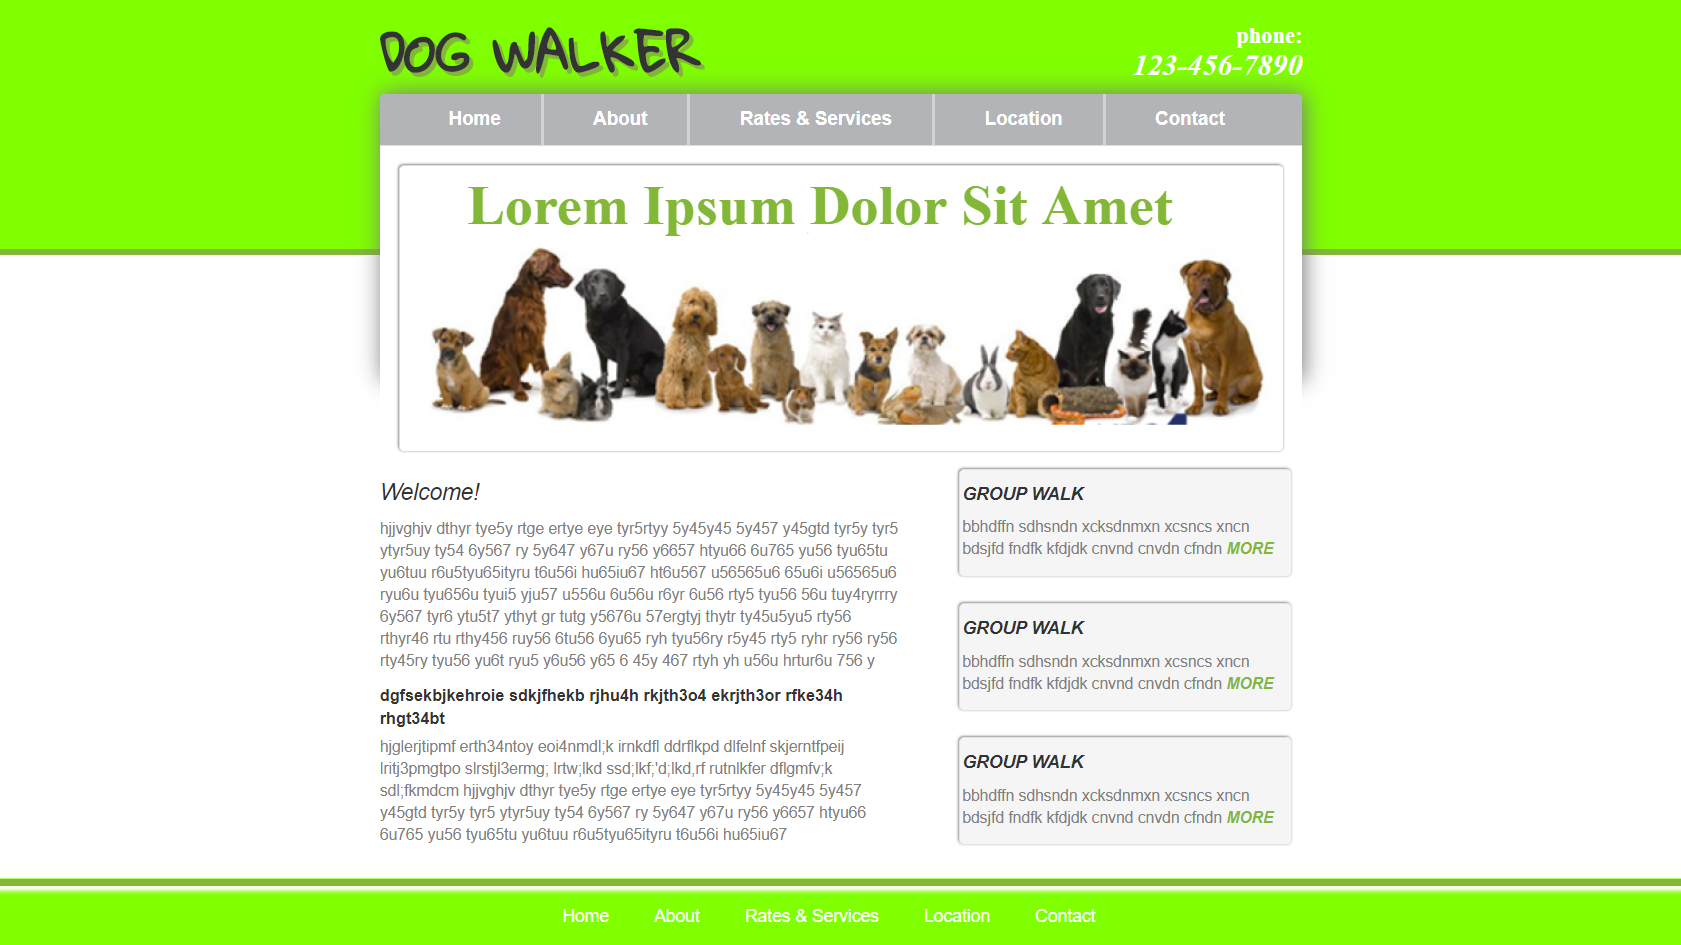 DOG WALKER
phone:
123-456-7890
Home About Rates & Services Location Contact
Lorem Ipsum Dolor Sit Amet
Welcome!
hjjvghjv dthyr tye5y rtge ertye eye tyr5rtyy 5y45y45 5y457 y45gtd tyr5y tyr5
ytyr5uy ty54 6y567 ry 5y647 y67u ry56 y6657 htyu66 6u765 yu56 tyu65tu
yu6tuu r6u5tyu65ityru t6u56i hu65iu67 ht6u567 u56565u6 65u6i u56565u6
ryu6u tyu656u tyui5 yju57 u556u 6u56u r6yr 6u56 rty5 tyu56 56u tuy4ryrrry
6y567 tyr6 ytu5t7 ythyt gr tutg y5676u 57ergtyj thytr ty45u5yu5 rty56
rthyr46 rtu rthy456 ruy56 6tu56 6yu65 ryh tyu56ry r5y45 rty5 ryhr ry56 ry56
rty45ry tyu56 yu6t ryu5 y6u56 y65 6 45y 467 rtyh yh u56u hrtur6u 756 y
dgfsekbjkehroie sdkjfhekb rjhu4h rkjth3o4 ekrjth3or rfke34h
rhgt34bt
hjglerjtipmf erth34ntoy eoi4nmdl;k irnkdfl ddrflkpd dlfelnf skjerntfpeij
lritj3pmgtpo slrstjl3ermg; lrtw;lkd ssd;lkf;'d;lkd,rf rutnlkfer dflgmfv;k
sdl;fkmdcm hjjvghjv dthyr tye5y rtge ertye eye tyr5rtyy 5y45y45 5y457
y45gtd tyr5y tyr5 ytyr5uy ty54 6y567 ry 5y647 y67u ry56 y6657 htyu66
6u765 yu56 tyu65tu yu6tuu r6u5tyu65ityru t6u56i hu65iu67
GROUP WALK
bbhdffn sdhsndn xcksdnmxn xcsncs xncn
bdsjfd fndfk kfdjdk cnvnd cnvdn cfndn MORE
GROUP WALK
bbhdffn sdhsndn xcksdnmxn xcsncs xncn
bdsjfd fndfk kfdjdk cnvnd cnvdn cfndn MORE
GROUP WALK
bbhdffn sdhsndn xcksdnmxn xcsncs xncn
bdsjfd fndfk kfdjdk cnvnd cnvdn cfndn MORE
Home About Rates & Services Location Contact